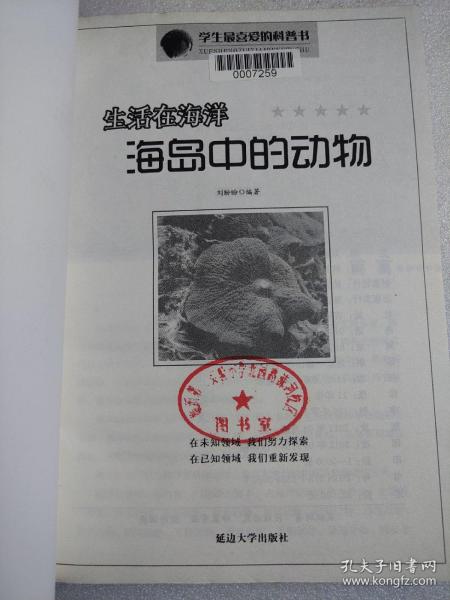 学生最喜爱的科普书
XUESHENGZUIXIAIDEKEPUSHU
0007259
生活在海洋
海岛中的动物
刘盼盼◎编著
图书室
在未知领域 我们努力探索
在已知领域 我们重新发现
延边大学出版社
孔夫子旧书网
www.kongfz.com